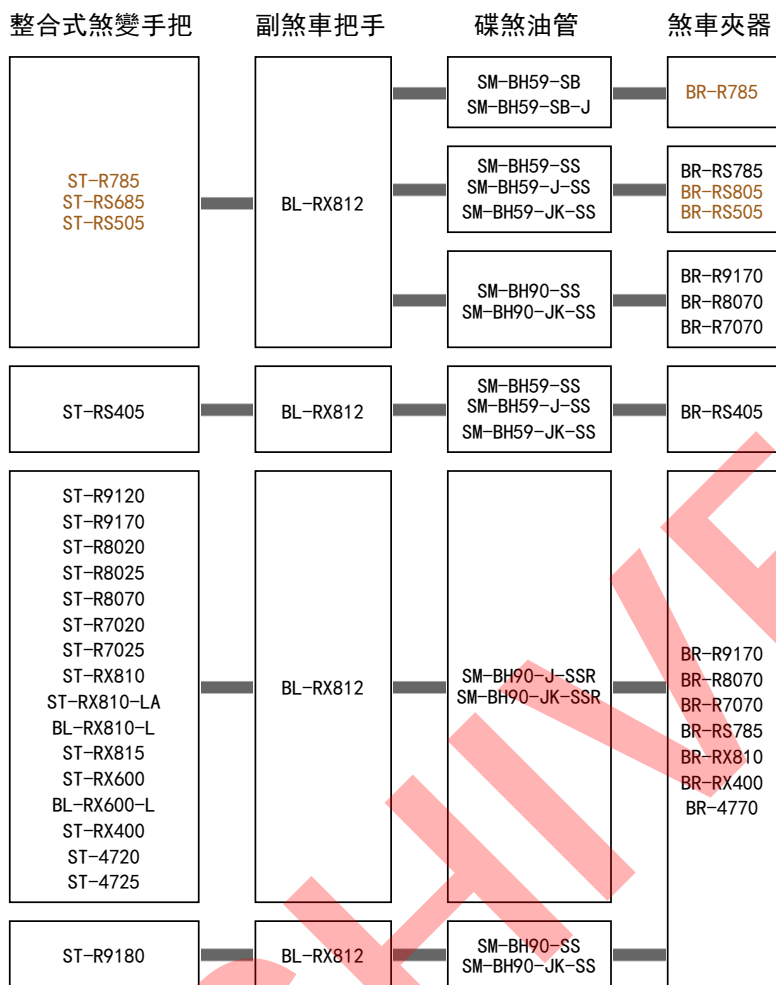 整合式煞變手把
副煞車把手
碟煞油管
煞車夾器
ST-R785
ST-RS685
ST-RS505
BL-RX812
SM-BH59-SB
SM-BH59-SB-J
BR-R785
SM-BH59-SS
SM-BH59-J-SS
SM-BH59-JK-SS
BR-RS785
BR-RS805
BR-RS505
SM-BH90-SS
SM-BH90-JK-SS
BR-R9170
BR-R8070
BR-R7070
ST-RS405
BL-RX812
SM-BH59-SS
SM-BH59-J-SS
SM-BH59-JK-SS
BR-RS405
ST-R9120
ST-R9170
ST-R8020
ST-R8025
ST-R8070
ST-R7020
ST-R7025
ST-RX810
ST-RX810-LA
BL-RX810-L
ST-RX815
ST-RX600
BL-RX600-L
ST-RX400
ST-4720
ST-4725
BL-RX812
SM-BH90-J-SSR
SM-BH90-JK-SSR
BR-R9170
BR-R8070
BR-R7070
BR-RS785
BR-RX810
BR-RX400
BR-4770
ST-R9180
BL-RX812
SM-BH90-SS
SM-BH90-JK-SS